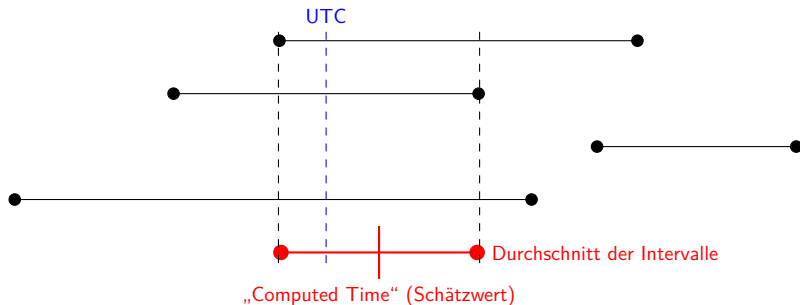 UTC
Durchschnitt der Intervalle
„Computed Time“ (Schätzwert)